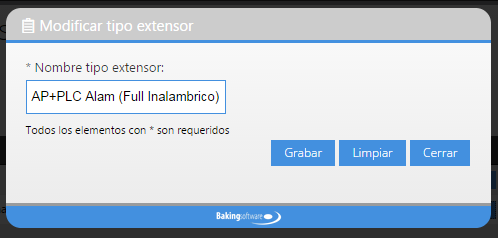 Modificar tipo extensor
* Nombre tipo extensor:
AP+PLC Alam (Full Inalambrico)
Todos los elementos con * son requeridos
Grabar Limpiar Cerrar
Bakingsoftware